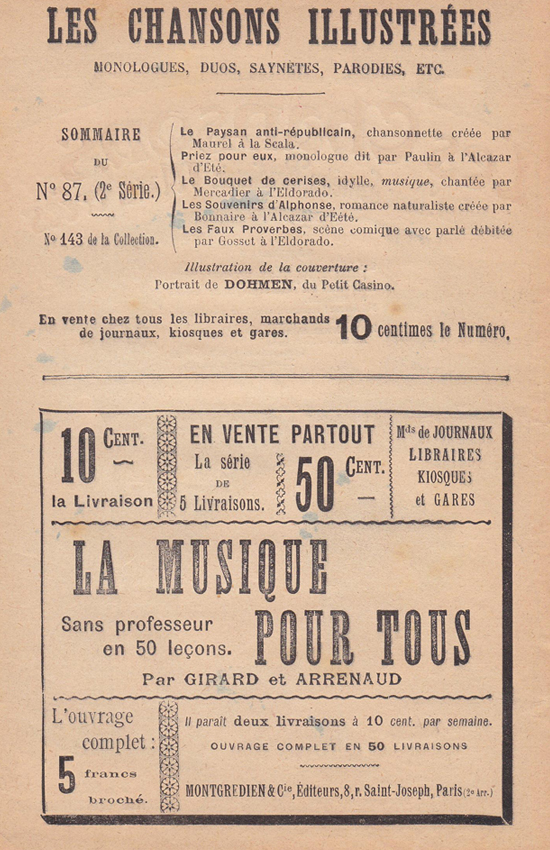 LES CHANSONS ILLUSTRÉES
MONOLOGUES, DUOS, SAYNÈTES, PARODIES, ETC.
SOMMAIRE
DU
Nº 87. (2e Série.)
Nº 143 de la Collection.
Le Paysan anti-républicain, chansonnette créée par
Maurel à la Scala.
Priez pour eux, monologue dit par Paulin à l'Alcazar
d'Eté.
Le Bouquet de cerises, idylle, musique, chantée par
Mercadier à l'Eldorado.
Les Souvenirs d'Alphonse, romance naturaliste créée par
Bonnaire à l'Alcazar d'Eété.
Les Faux Proverbes, scène comique avec parlé débitée
par Gosset à l'Eldorado.
Illustration de la couverture :
Portrait de DOHMEN, du Petit Casino.
En vente chez tous les libraires, marchands
de journaux, kiosques et gares.
10 centimes le Numéro.
10 CENT.
la Livraison
EN VENTE PARTOUT
La série
DE
5 Livraisons.
50 CENT.
Mds de JOURNAUX
LIBRAIRES
KIOSQUES
et GARES
LA MUSIQUE
Sans professeur
en 50 leçons.
POUR TOUS
Par GIRARD et ARRENAUD
L'ouvrage
complet :
5 francs
broché.
Il paraît deux livraisons à 10 cent. par semaine.
OUVRAGE COMPLET EN 50 LIVRAISONS
MONTGREDIEN & Cie, Éditeurs, 8, r. Saint-Joseph, Paris (2e Arr.)